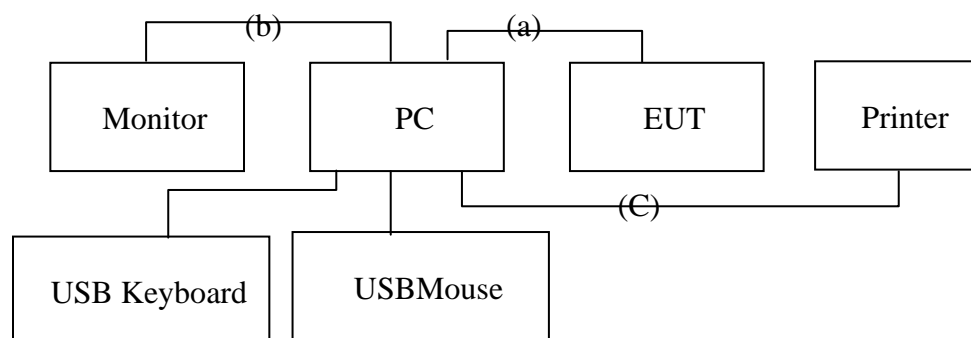 (b)
(a)
Monitor
PC
EUT
Printer
(C)
USB Keyboard
USBMouse